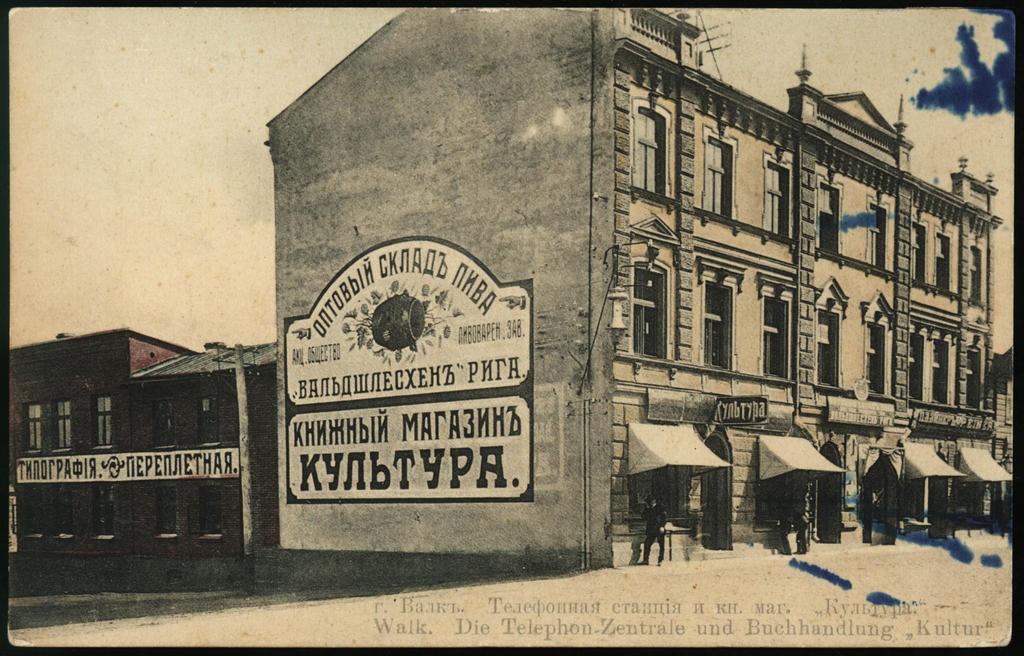 ОПТОВЫЙ СКЛАДЪ ПИВА
АКЦ. ОБЩЕСТВО ПИВОВАРЕН. ЗАВ.
„ВАЛЬДШЛЕСХЕНЪ" РИГА.
КНИЖНЫЙ МАГАЗИНЪ
КУЛЬТУРА.
ТИПОГРАФІЯ. ПЕРЕПЛЕТНАЯ.
КУЛЬТУРА
г. Валкъ. Телефонная станція и кн. маг. „Культура."
Walk. Die Telephon-Zentrale und Buchhandlung „Kultur"